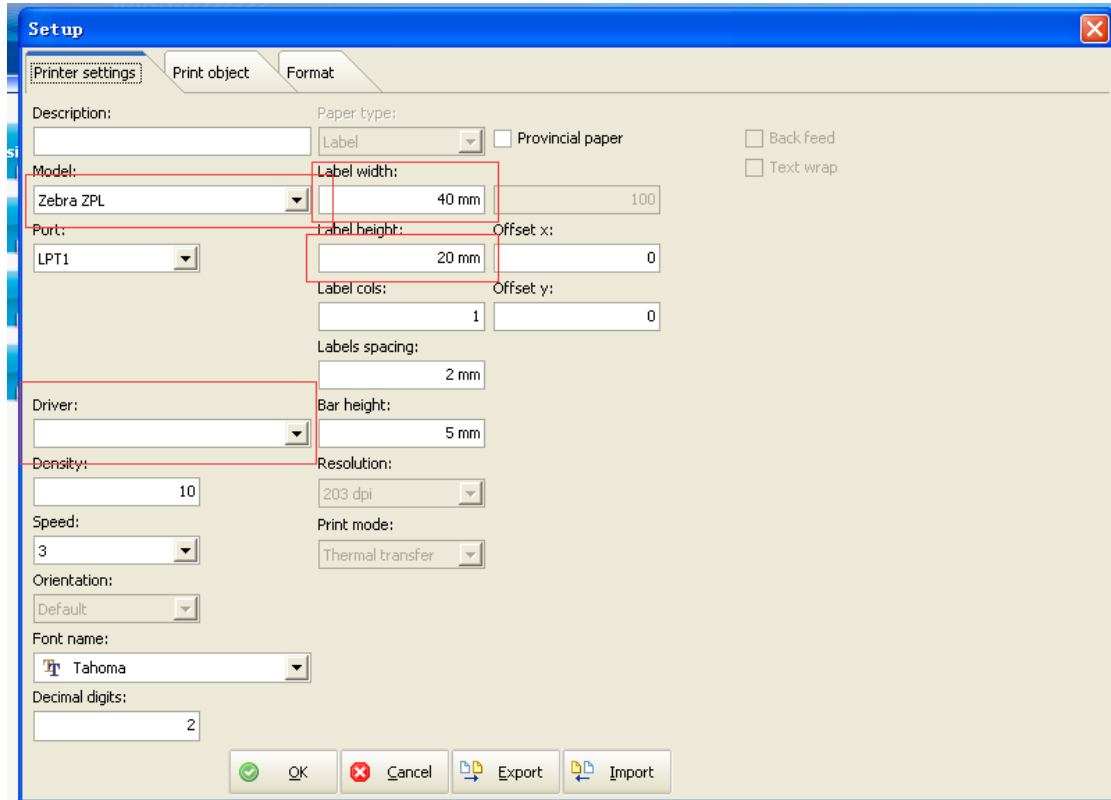 Setup
Printer settings
Print object
Format
Description:
Paper type:
Label
Provincial paper
Back feed
Text wrap
Model:
Label width:
Zebra ZPL
40 mm
100
Port:
Label height:
Offset x:
LPT1
20 mm
0
Label cols:
Offset y:
1
0
Labels spacing:
2 mm
Driver:
Bar height:
5 mm
Density:
Resolution:
10
203 dpi
Speed:
Print mode:
3
Thermal transfer
Orientation:
Default
Font name:
Tahoma
Decimal digits:
2
OK
Cancel
Export
Import